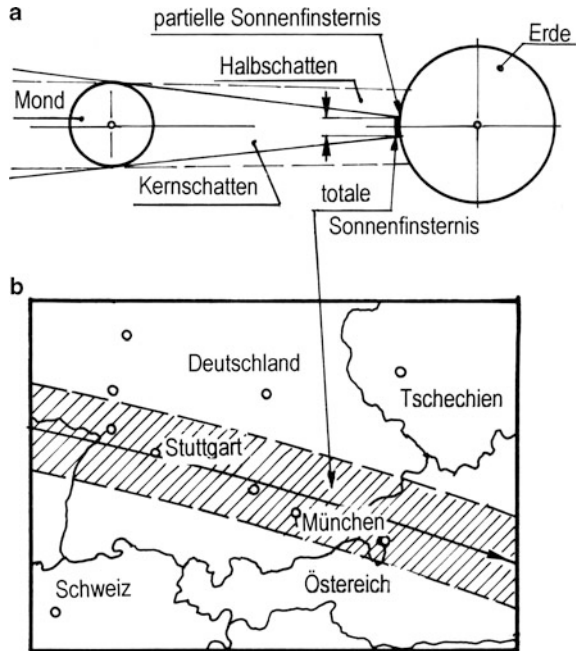 a
partielle Sonnenfinsternis
Erde
Halbschatten
Mond
Kernschatten
totale
Sonnenfinsternis
b
Deutschland
Tschechien
Stuttgart
München
Schweiz
Östereich